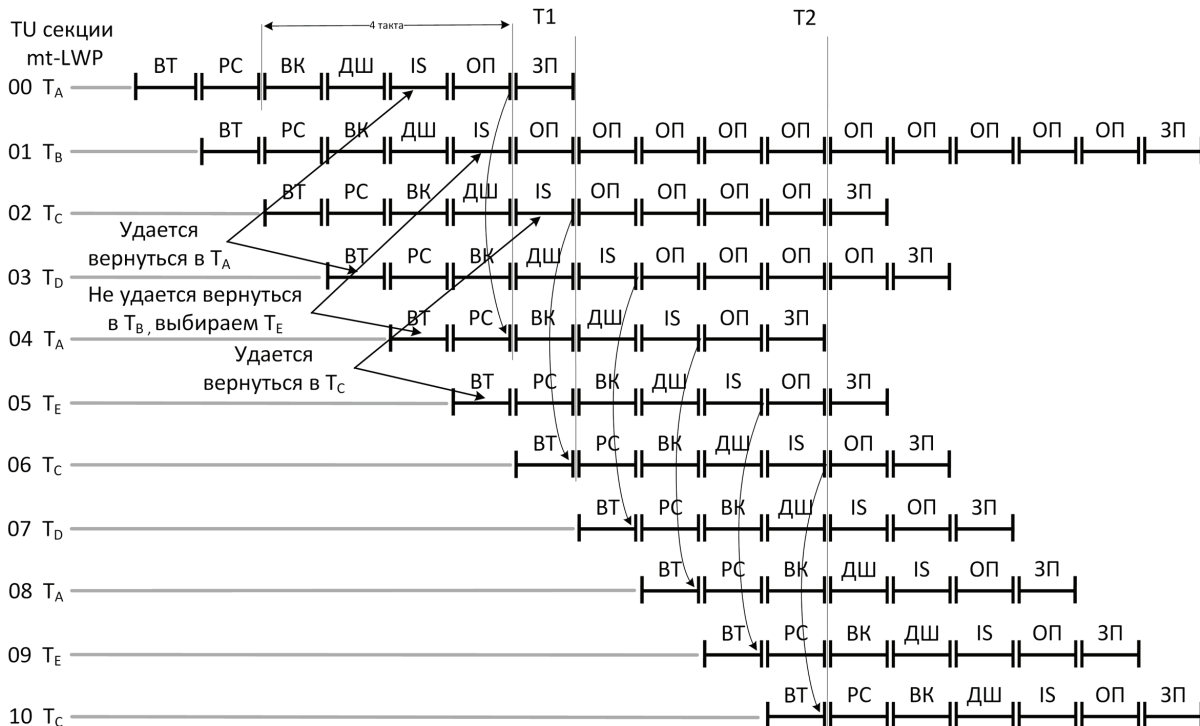 T1 T2
TU секции
mt-LWP
4 такта
ВТ РС ВК ДШ IS ОП ЗП
00 TA
ВТ РС ВК ДШ IS ОП ОП ОП ОП ОП ОП ОП ОП ОП ОП ЗП
01 TB
ВТ РС ВК ДШ IS ОП ОП ОП ОП ЗП
02 TC
Удается
вернуться в TA
ВТ РС ВК ДШ IS ОП ОП ОП ОП ЗП
03 TD
Не удается вернуться
в TB , выбираем TE
ВТ РС ВК ДШ IS ОП ЗП
04 TA
Удается
вернуться в TC
ВТ РС ВК ДШ IS ОП ЗП
05 TE
ВТ РС ВК ДШ IS ОП ЗП
06 TC
ВТ РС ВК ДШ IS ОП ЗП
07 TD
ВТ РС ВК ДШ IS ОП ЗП
08 TA
ВТ РС ВК ДШ IS ОП ЗП
09 TE
ВТ РС ВК ДШ IS ОП ЗП
10 TC